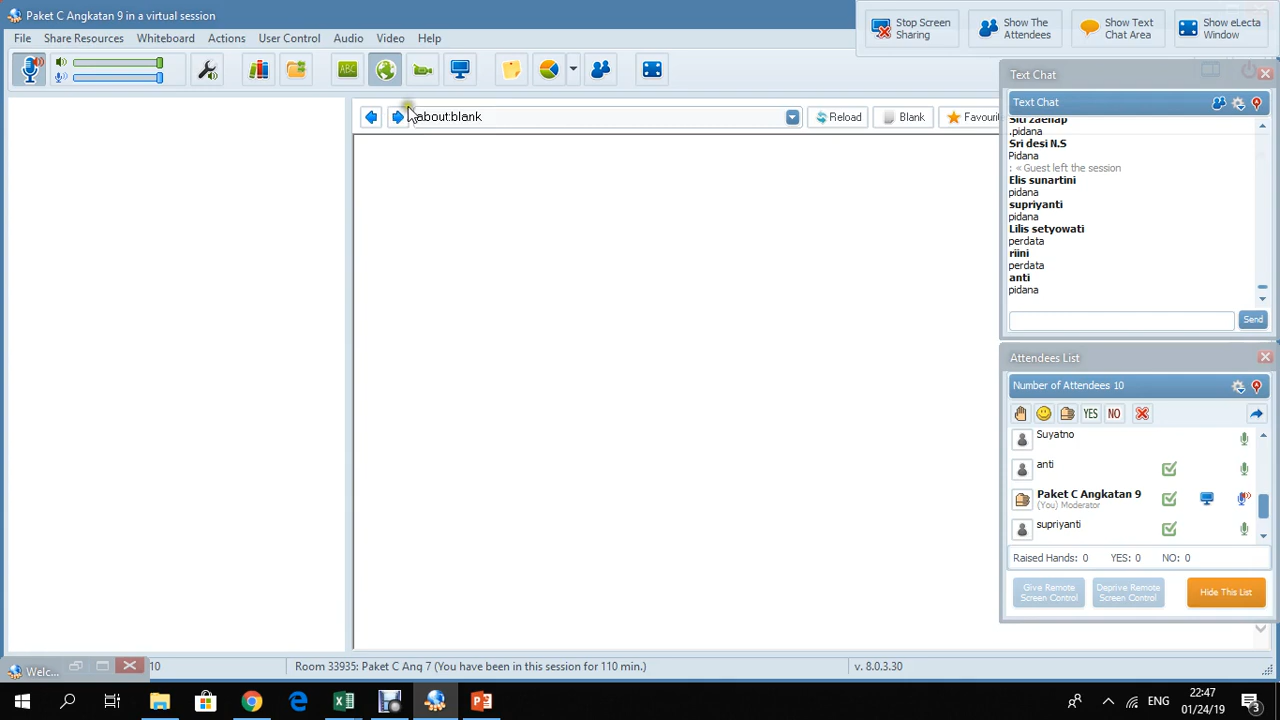 Paket C Angkatan 9 in a virtual session
File Share Resources Whiteboard Actions User Control Audio Video Help
Stop Screen Sharing
Show The Attendees
Show Text Chat Area
Show eLecta Window
ABC
about:blank
Reload
Blank
Favouri
Text Chat
Text Chat
Siti zaenap
.pidana
Sri desi N.S
Pidana
: < Guest left the session
Elis sunartini
pidana
supriyanti
pidana
Lilis setyowati
perdata
riini
perdata
anti
pidana
Send
Attendees List
Number of Attendees 10
YES NO
Suyatno
anti
Paket C Angkatan 9
(You) Moderator
supriyanti
Raised Hands: 0 YES: 0 NO: 0
Give Remote Screen Control
Deprive Remote Screen Control
Hide This List
Welc...
10
Room 33935: Paket C Ang 7 (You have been in this session for 110 min.)
v. 8.0.3.30
ENG
22:47
01/24/19
3